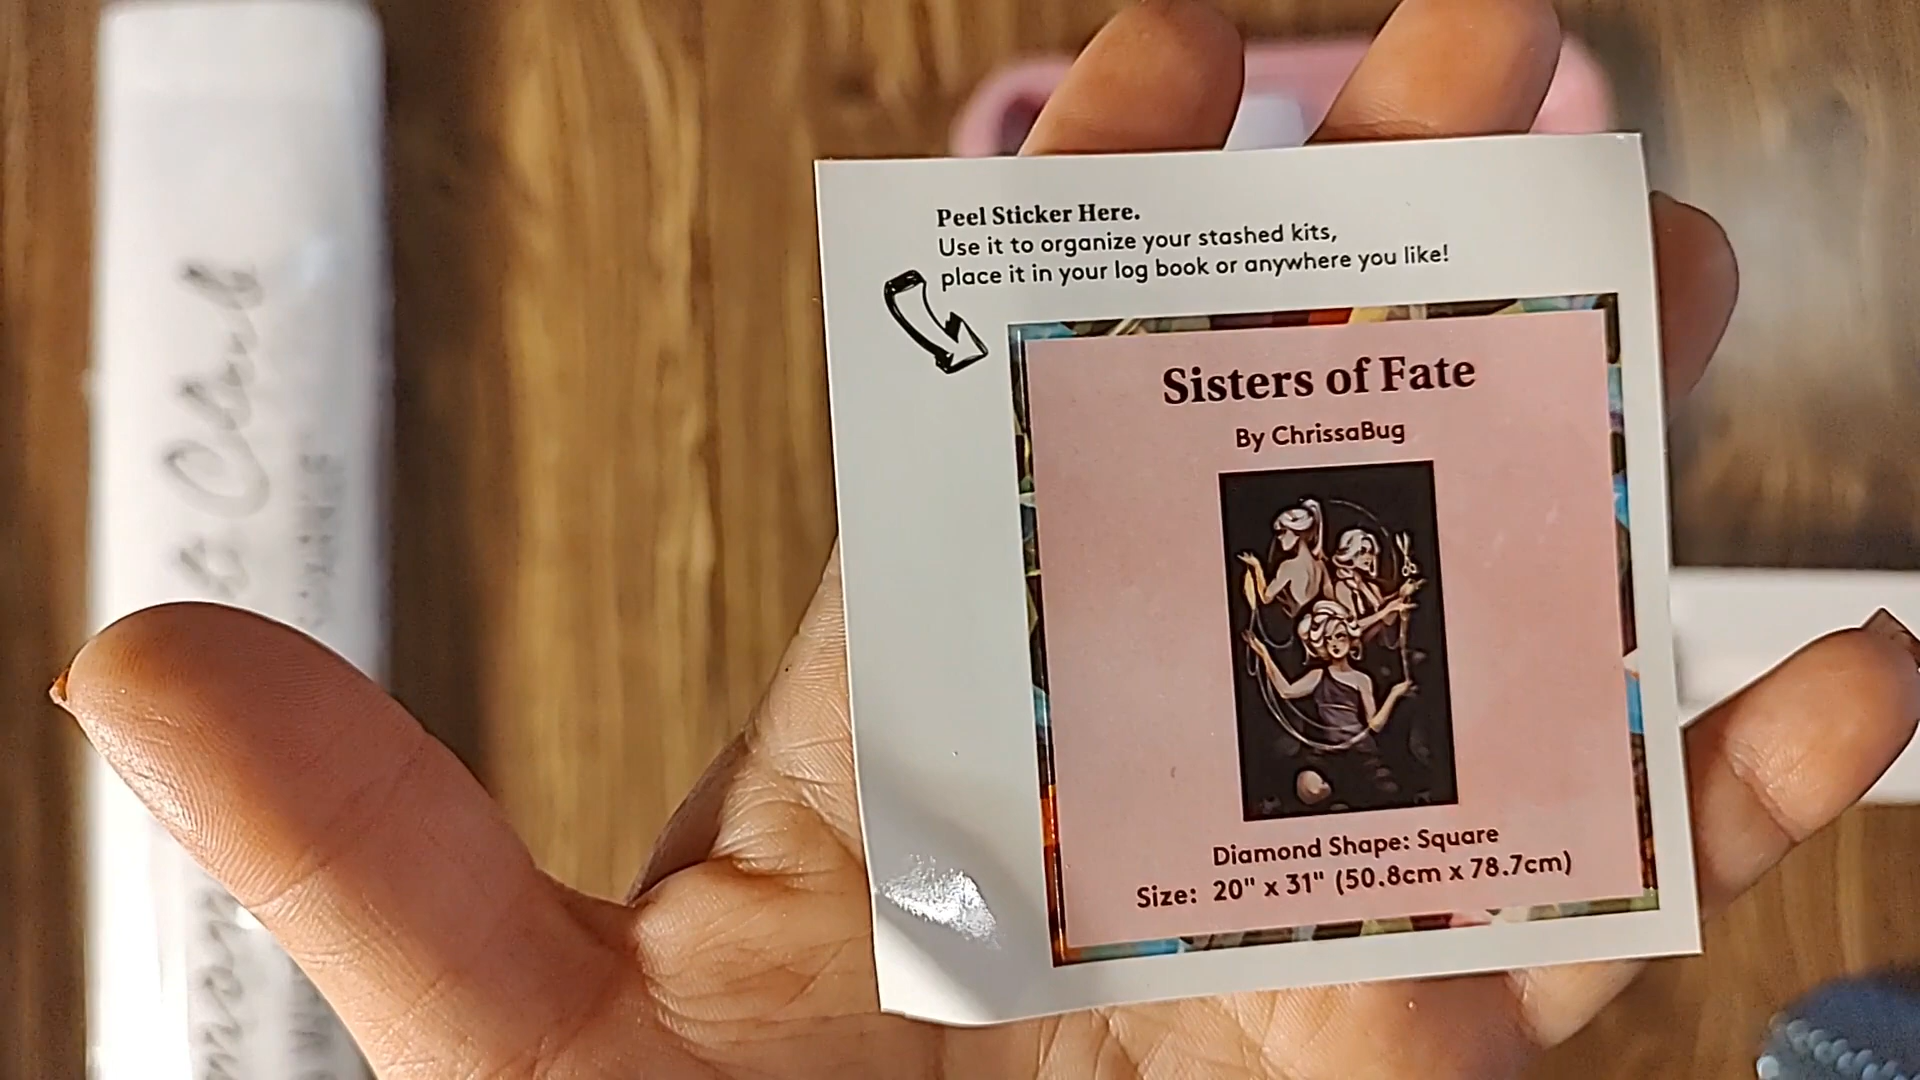 Peel Sticker Here.
Use it to organize your stashed kits,
place it in your log book or anywhere you like!
Sisters of Fate
By ChrissaBug
Diamond Shape: Square
Size: 20" x 31" (50.8cm x 78.7cm)